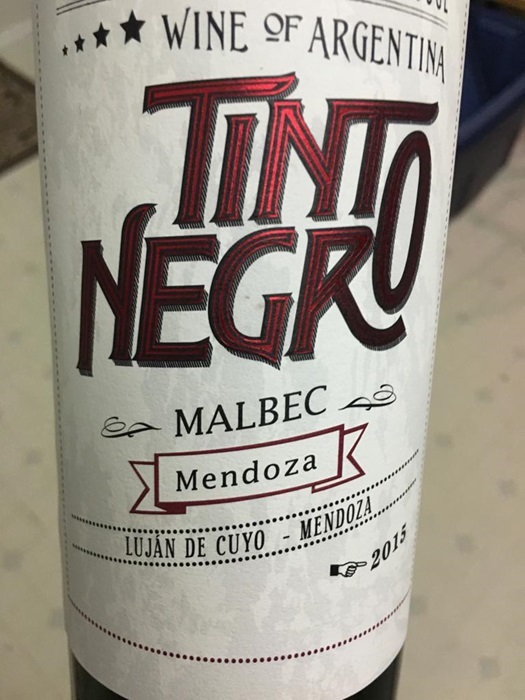 WINE OF ARGENTINA
TINTO
NEGRO
MALBEC
Mendoza
LUJÁN DE CUYO - MENDOZA
2015